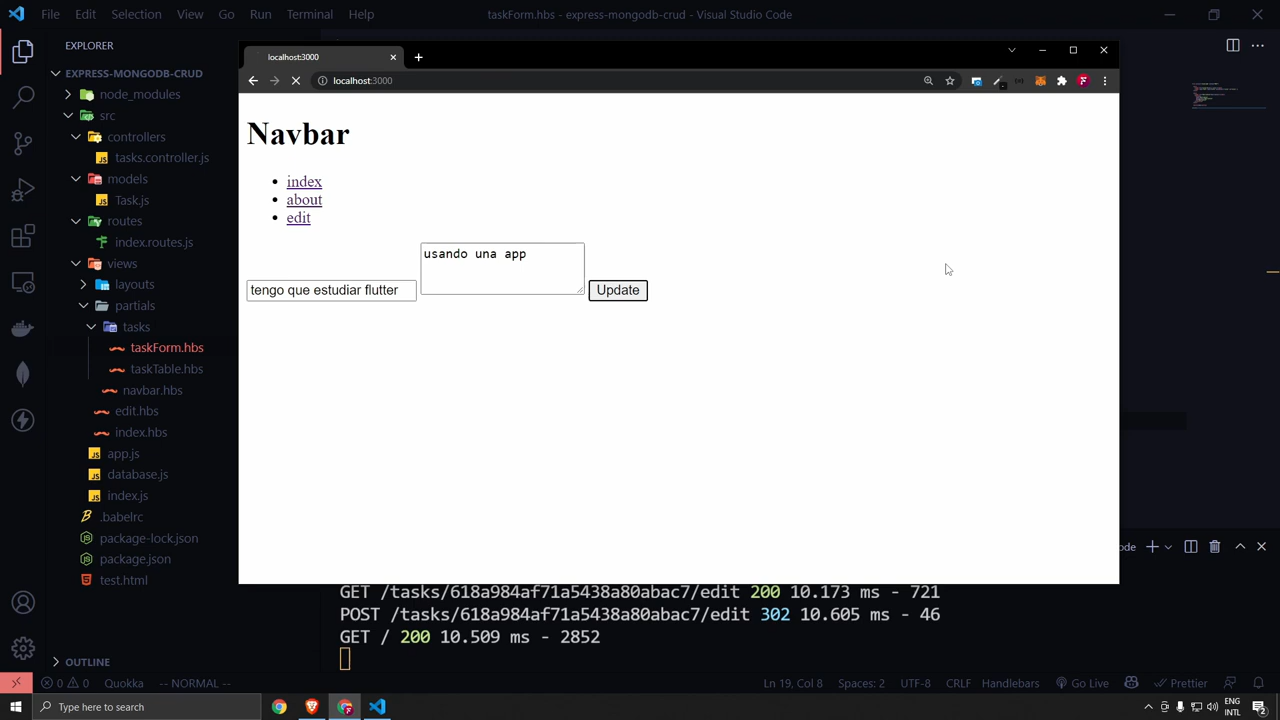 File Edit Selection View Go Run Terminal Help
taskForm.hbs - express-mongodb-crud - Visual Studio Code
EXPLORER
EXPRESS-MONGODB-CRUD
node_modules
src
controllers
tasks.controller.js
models
Task.js
routes
index.routes.js
views
layouts
partials
tasks
taskForm.hbs
taskTable.hbs
navbar.hbs
edit.hbs
index.hbs
app.js
database.js
index.js
.babelrc
package-lock.json
package.json
test.html
OUTLINE
localhost:3000
localhost:3000
Navbar
index
about
edit
tengo que estudiar flutter
usando una app
Update
ode
GET /tasks/618a984af71a5438a80abac7/edit 200 10.173 ms - 721
POST /tasks/618a984af71a5438a80abac7/edit 302 10.605 ms - 46
GET / 200 10.509 ms - 2852
0 0 Quokka -- NORMAL -- Ln 19, Col 8 Spaces: 2 UTF-8 CRLF Handlebars Go Live Prettier
Type here to search
ENG
INTL
2